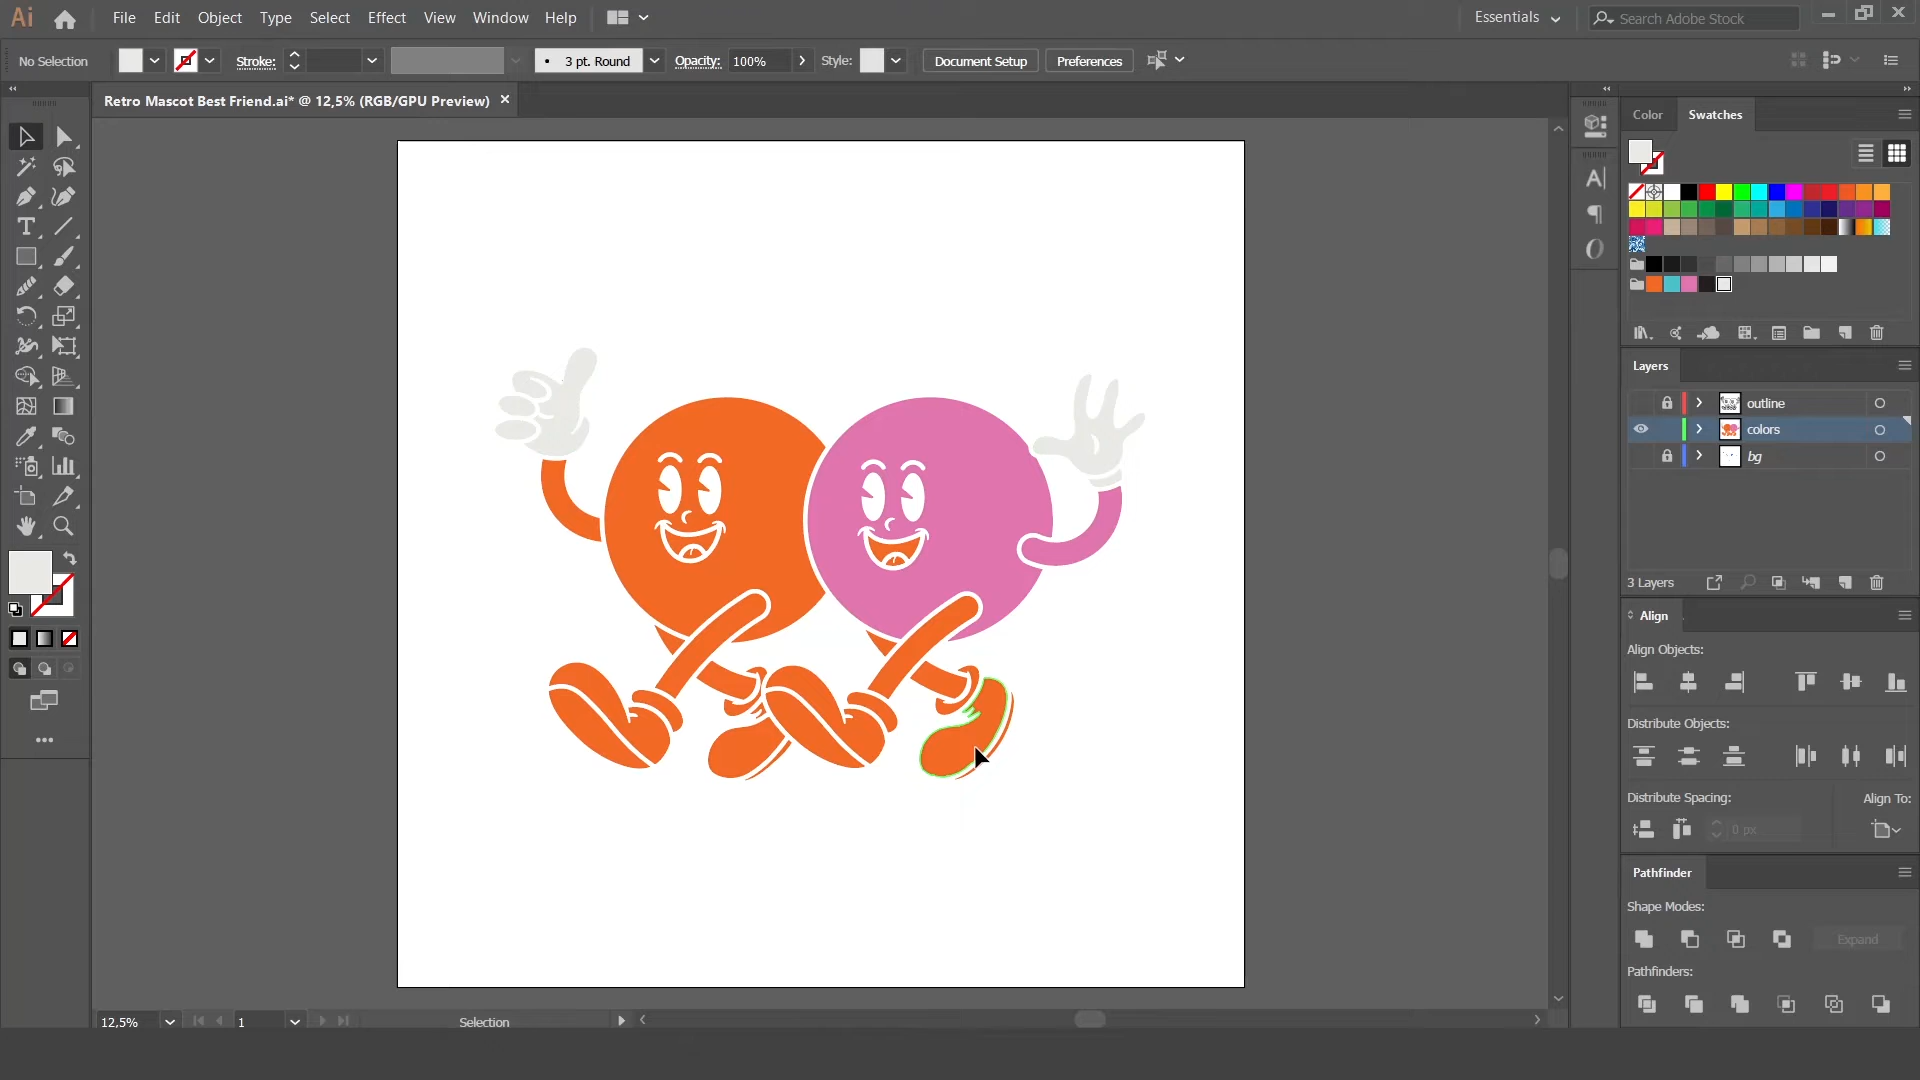 Ai File Edit Object Type Select Effect View Window Help Essentials Search Adobe Stock
No Selection Stroke: 3 pt. Round Opacity: 100% Style: Document Setup Preferences
Retro Mascot Best Friend.ai* @ 12,5% (RGB/GPU Preview)
Color Swatches
Layers
outline
colors
bg
3 Layers
Align
Align Objects:
Distribute Objects:
Distribute Spacing: Align To:
0 px
Pathfinder
Shape Modes:
Expand
Pathfinders:
12,5% 1 Selection